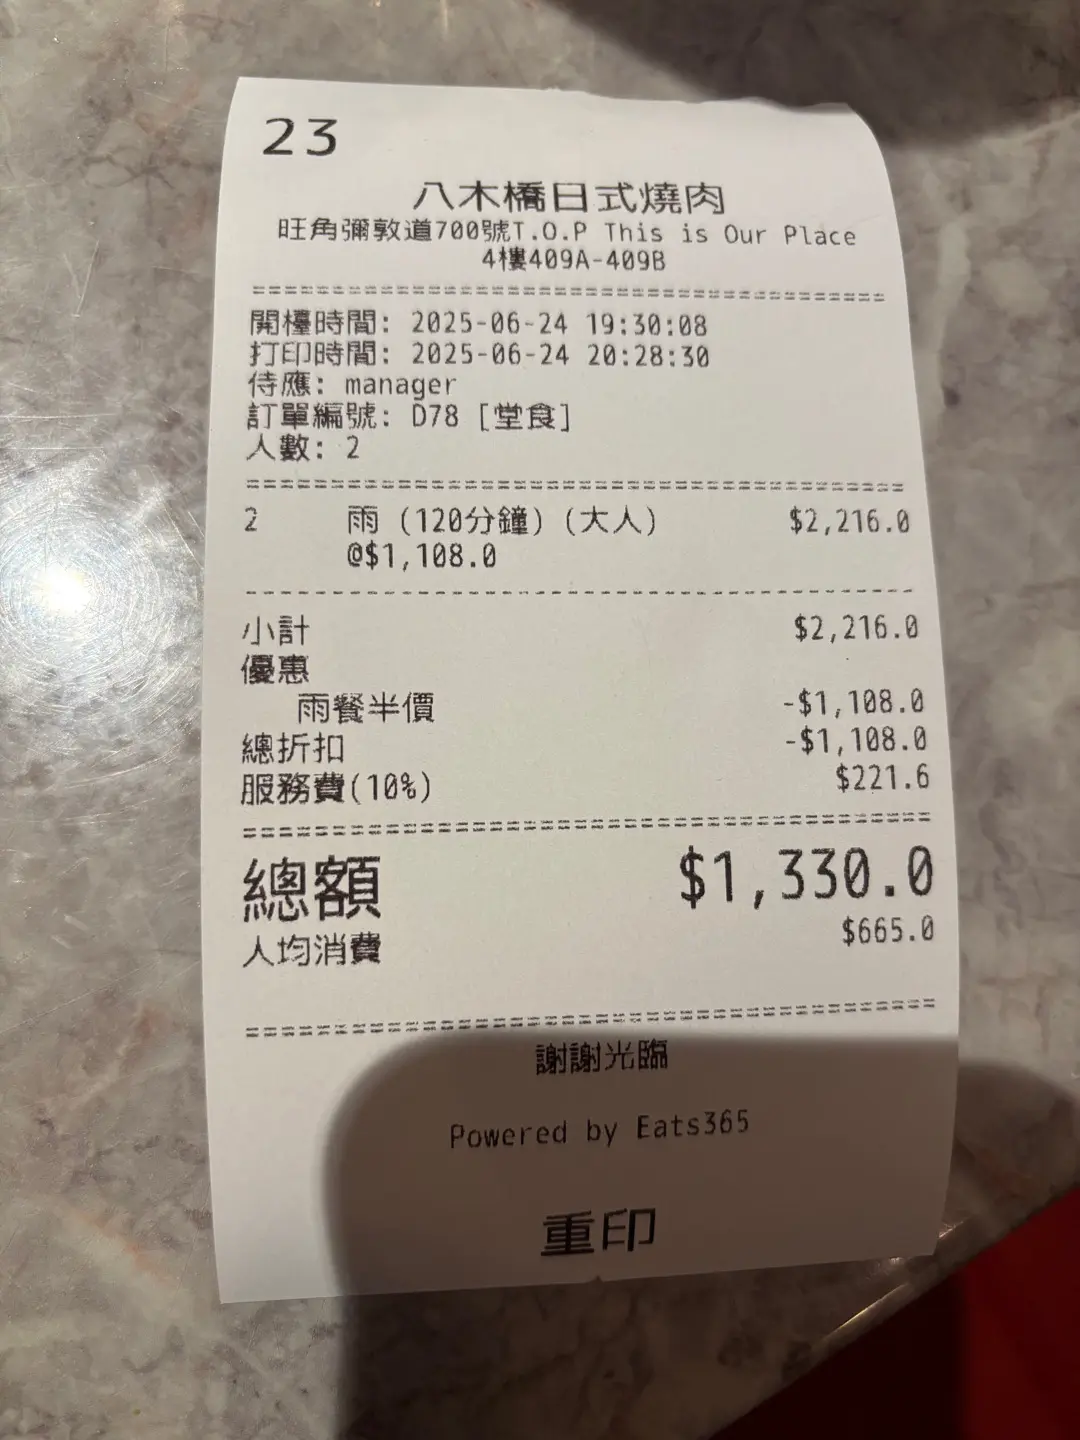 23
八木橋日式燒肉
旺角彌敦道700號T.O.P This is Our Place
4樓409A-409B
開檯時間: 2025-06-24 19:30:08
打印時間: 2025-06-24 20:28:30
侍應: manager
訂單編號: D78 [堂食]
人數: 2
2 雨 (120分鐘) (大人) $2,216.0
@$1,108.0
小計 $2,216.0
優惠
雨餐半價 -$1,108.0
總折扣 -$1,108.0
服務費(10%) $221.6
總額 $1,330.0
人均消費 $665.0
謝謝光臨
Powered by Eats365
重印